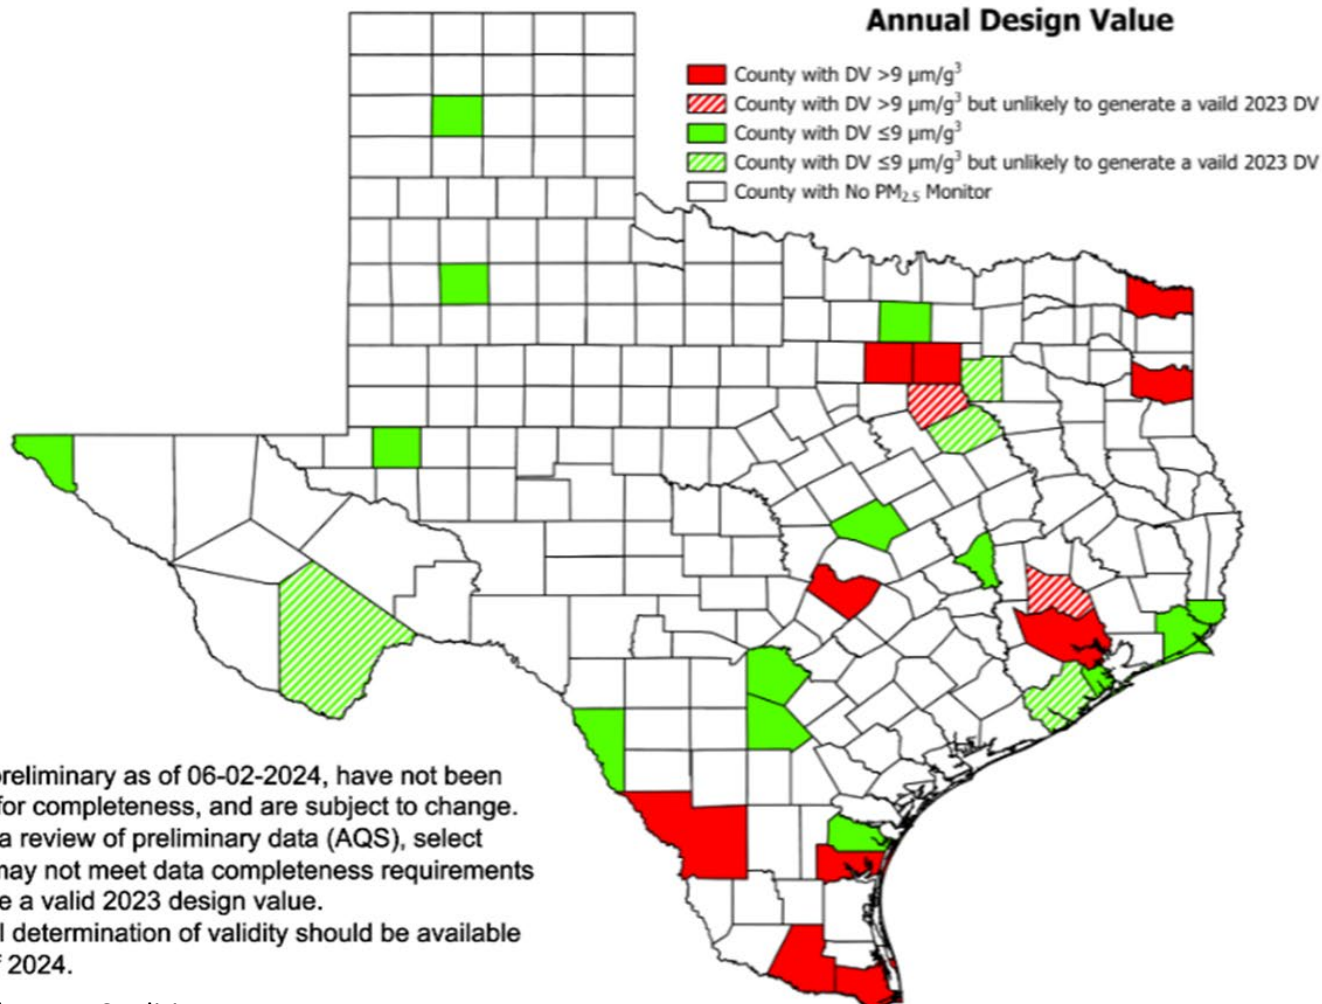 Annual Design Value
County with DV >9 μm/g³
County with DV >9 μm/g³ but unlikely to generate a vaild 2023 DV
County with DV ≤9 μm/g³
County with DV ≤9 μm/g³ but unlikely to generate a vaild 2023 DV
County with No PM₂.₅ Monitor
preliminary as of 06-02-2024, have not been
for completeness, and are subject to change.
a review of preliminary data (AQS), select
may not meet data completeness requirements
e a valid 2023 design value.
l determination of validity should be available
2024.